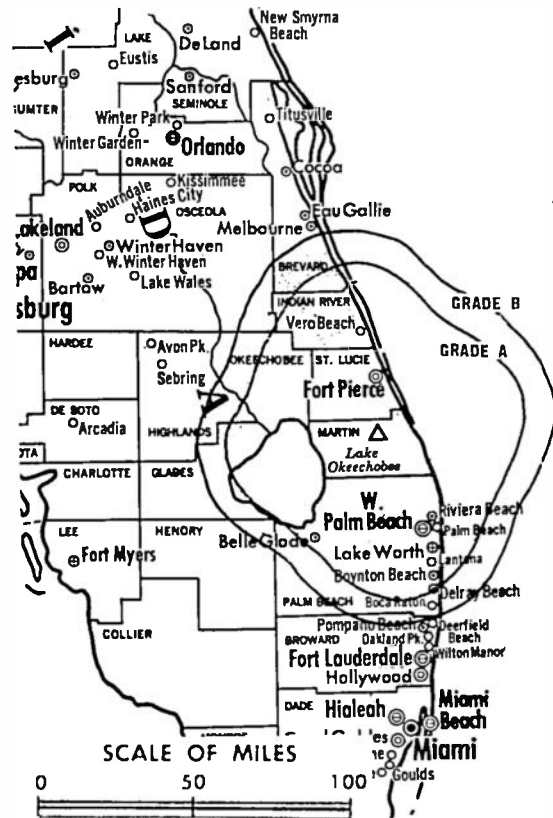 New Smyrna
Beach
LAKE
DeLand
Eustis
esburg
Sanford
SEMINOLE
SUMTER
Winter Park
Titusville
Winter Garden
Orlando
ORANGE
Cocoa
POLK
Kissimmee
Auburndale
Haines
City
OSCEOLA
Eau Gallie
akeland
Melbourne
Winter Haven
pa
W. Winter Haven
BREVARD
Bartow
Lake Wales
INDIAN RIVER
GRADE B
sburg
Vero Beach
HARDEE
Avon Pk.
GRADE A
OKEECHOBEE
ST. LUCIE
Sebring
Fort Pierce
DE SOTO
Arcadia
HIGHLANDS
MARTIN
Lake
Okeechobee
OTA
CHARLOTTE
GLADES
W.
Palm Beach
Riviera Beach
Palm Beach
LEE
HENORY
Belle Glade
Lake Worth
Lantana
Fort Myers
Boynton Beach
Delray Beach
PALM BEACH
Boca Raton
COLLIER
Pompano Beach
Deerfield
Beach
BROWARD
Oakland Pk.
Wilton Manor
Fort Lauderdale
Hollywood
DADE
Hialeah
Miami
Beach
Miami
SCALE OF MILES
Goulds
0 50 100